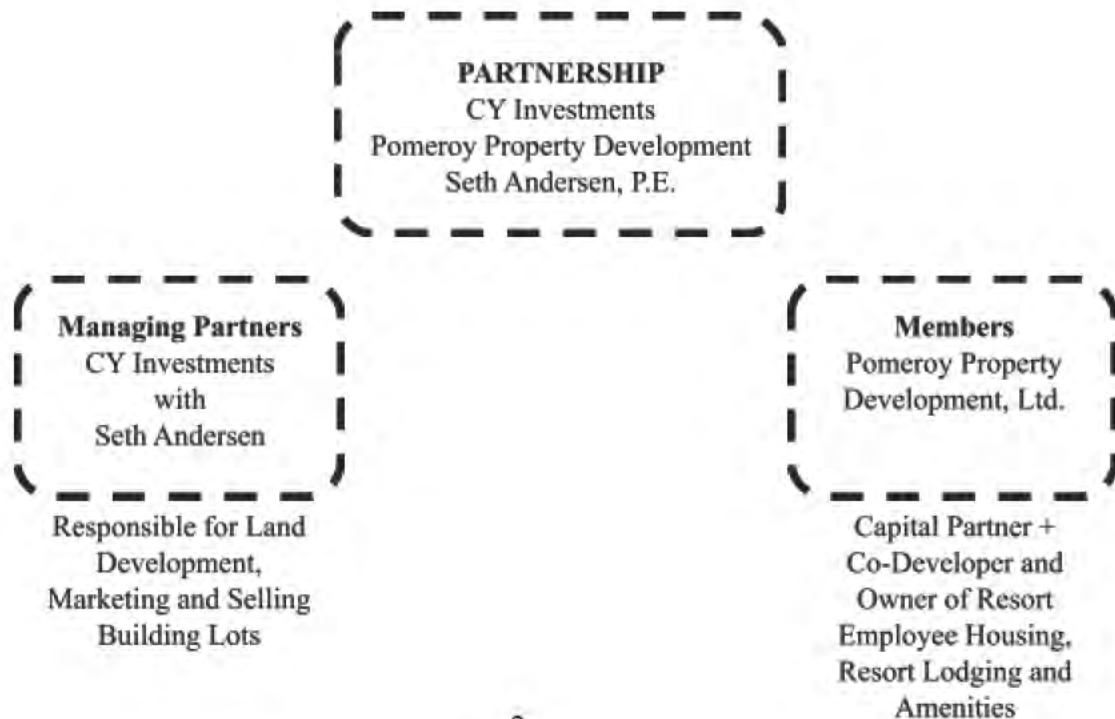 PARTNERSHIP
CY Investments
Pomeroy Property Development
Seth Andersen, P.E.
Managing Partners
CY Investments
with
Seth Andersen
Responsible for Land
Development,
Marketing and Selling
Building Lots
Members
Pomeroy Property
Development, Ltd.
Capital Partner +
Co-Developer and
Owner of Resort
Employee Housing,
Resort Lodging and
Amenities